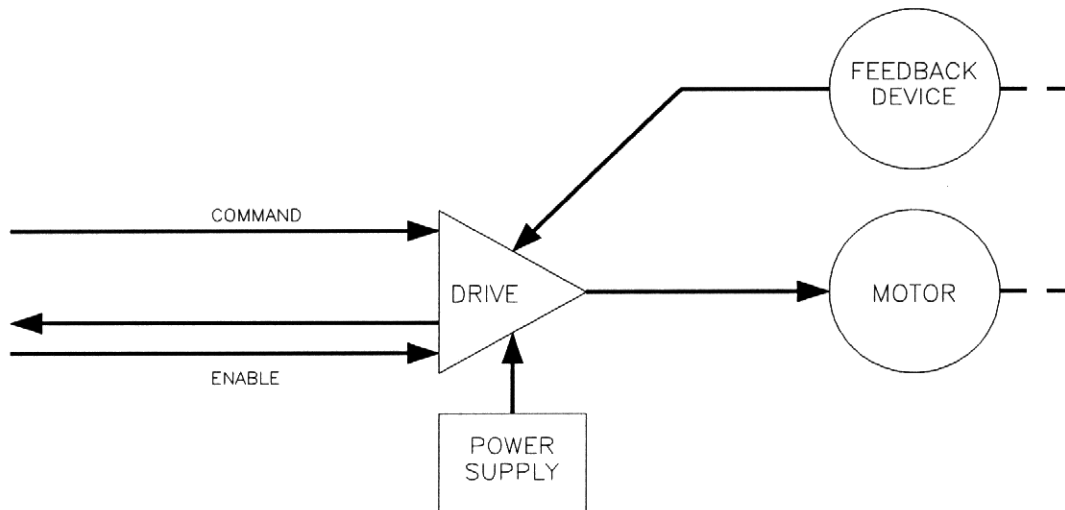 FEEDBACK
DEVICE
COMMAND
DRIVE
MOTOR
ENABLE
POWER
SUPPLY